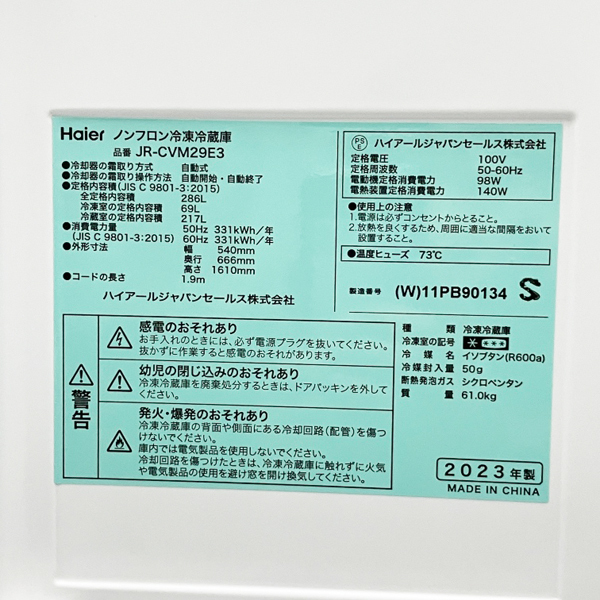 Haier ノンフロン冷凍冷蔵庫
品番 JR-CVM29E3
●冷却器の霜取り方式 自動式
●冷却器の霜取り操作方法 自動開始・自動終了
●定格内容積(JIS C 9801-3:2015)
全定格内容積 286L
冷凍室の定格内容積 69L
冷蔵室の定格内容積 217L
●消費電力量 50Hz 331kWh/年
(JIS C 9801-3:2015) 60Hz 331kWh/年
●外形寸法 幅 540mm
奥行 666mm
高さ 1610mm
●コードの長さ 1.9m
ハイアールジャパンセールス株式会社
PS E ハイアールジャパンセールス株式会社
定格電圧 100V
定格周波数 50-60Hz
電動機定格消費電力 98W
電熱装置定格消費電力 140W
●使用上の注意
1.電源は必ずコンセントからとること。
2.放熱を良くするため、周囲に適当な間隔をおいて
設置すること。
●温度ヒューズ 73℃
製造番号 (W)11PB90134 S
警告
感電のおそれあり
お手入れのときには、必ず電源プラグを抜いてください。
抜かずに作業すると感電の原因になります。
幼児の閉じ込みのおそれあり
冷凍冷蔵庫を廃棄処分するときは、ドアパッキンを外して
ください。
発火・爆発のおそれあり
冷凍冷蔵庫の背面や側面にある冷却回路(配管)を傷つ
けないでください。
庫内では電気製品を使用しないでください。
冷却回路を傷つけたときは、冷凍冷蔵庫に触れずに火気
や電気製品の使用を避け窓を開け換気してください。
種類 冷凍冷蔵庫
冷凍室の記号
冷媒名 イソブタン(R600a)
冷媒封入量 50g
断熱発泡ガス シクロペンタン
質量 61.0kg
2023年製
MADE IN CHINA